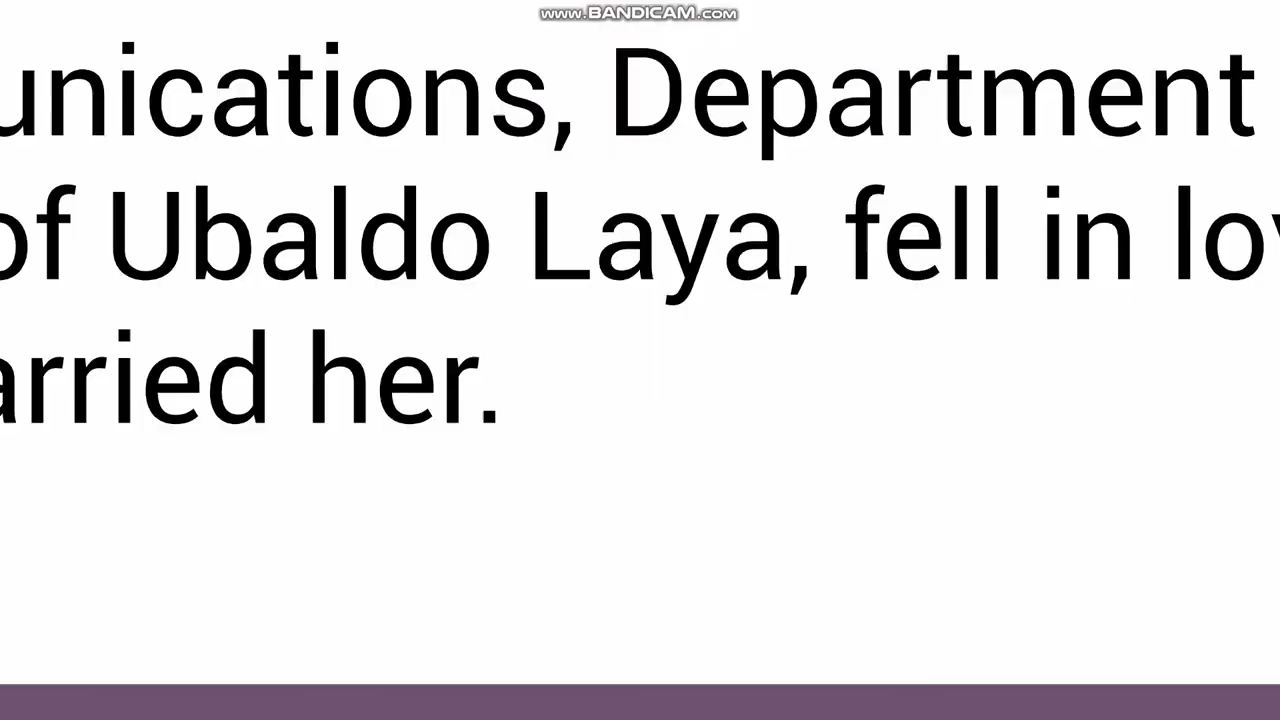 www.BANDICAM.com
unications, Department
of Ubaldo Laya, fell in lov
arried her.